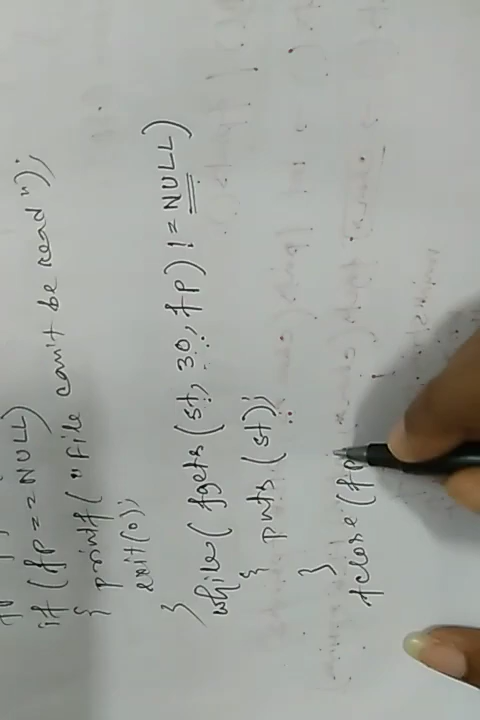 if (fp == NULL)
{ printf ("File can't be read");
exit(0);
}
while ( fgets (st, 30, fp) != NULL)
{ puts (st);
}
fclose (fp